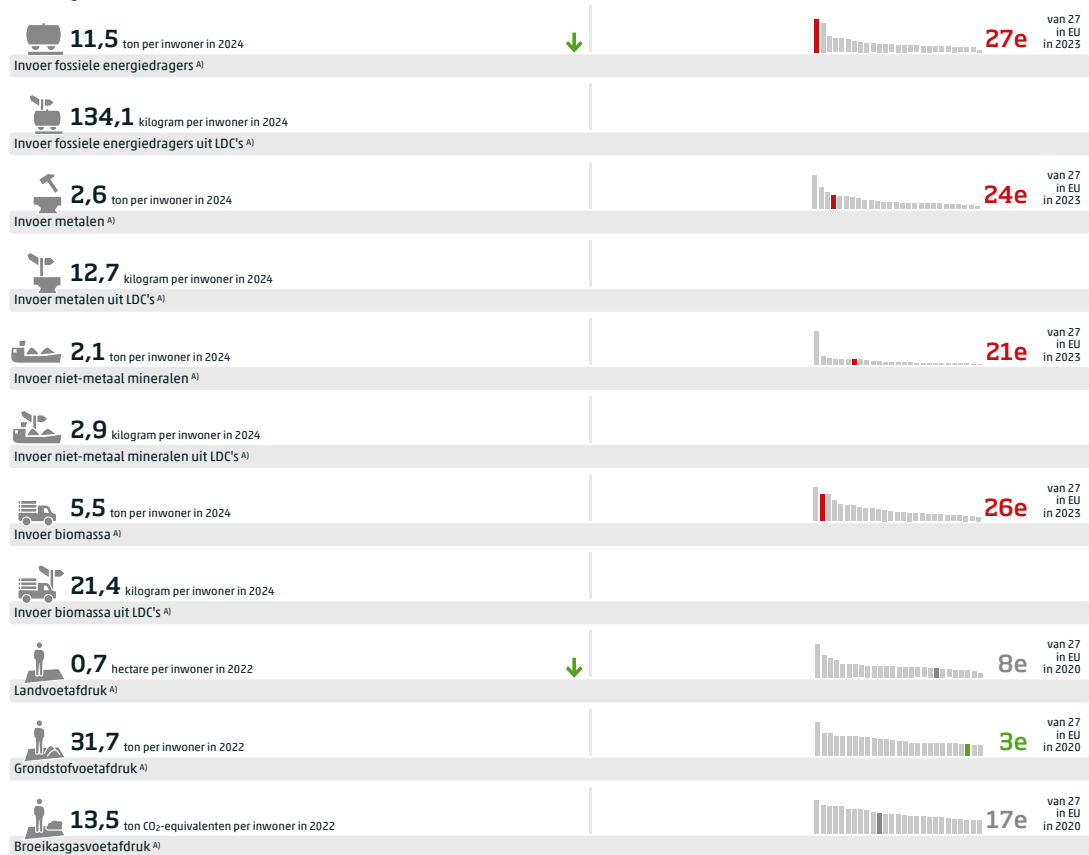 11,5 ton per inwoner in 2024
27e
van 27
in EU
in 2023
Invoer fossiele energiedragers A)
134,1 kilogram per inwoner in 2024
Invoer fossiele energiedragers uit LDC's A)
2,6 ton per inwoner in 2024
24e
van 27
in EU
in 2023
Invoer metalen A)
12,7 kilogram per inwoner in 2024
Invoer metalen uit LDC's A)
2,1 ton per inwoner in 2024
21e
van 27
in EU
in 2023
Invoer niet-metaal mineralen A)
2,9 kilogram per inwoner in 2024
Invoer niet-metaal mineralen uit LDC's A)
5,5 ton per inwoner in 2024
26e
van 27
in EU
in 2023
Invoer biomassa A)
21,4 kilogram per inwoner in 2024
Invoer biomassa uit LDC's A)
0,7 hectare per inwoner in 2022
8e
van 27
in EU
in 2020
Landvoetafdruk A)
31,7 ton per inwoner in 2022
3e
van 27
in EU
in 2020
Grondstofvoetafdruk A)
13,5 ton CO₂-equivalenten per inwoner in 2022
17e
van 27
in EU
in 2020
Broeikasgasvoetafdruk A)